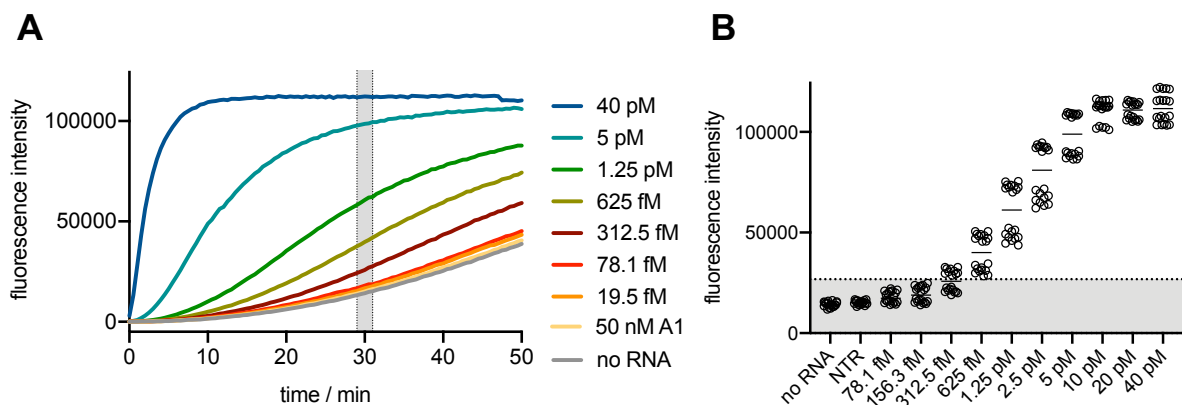 A
fluorescence intensity
100000
50000
0
0 10 20 30 40 50
time / min
40 pM
5 pM
1.25 pM
625 fM
312.5 fM
78.1 fM
19.5 fM
50 nM A1
no RNA
B
fluorescence intensity
100000
50000
0
no RNA
NTR
78.1 fM
156.3 fM
312.5 fM
625 fM
1.25 pM
2.5 pM
5 pM
10 pM
20 pM
40 pM